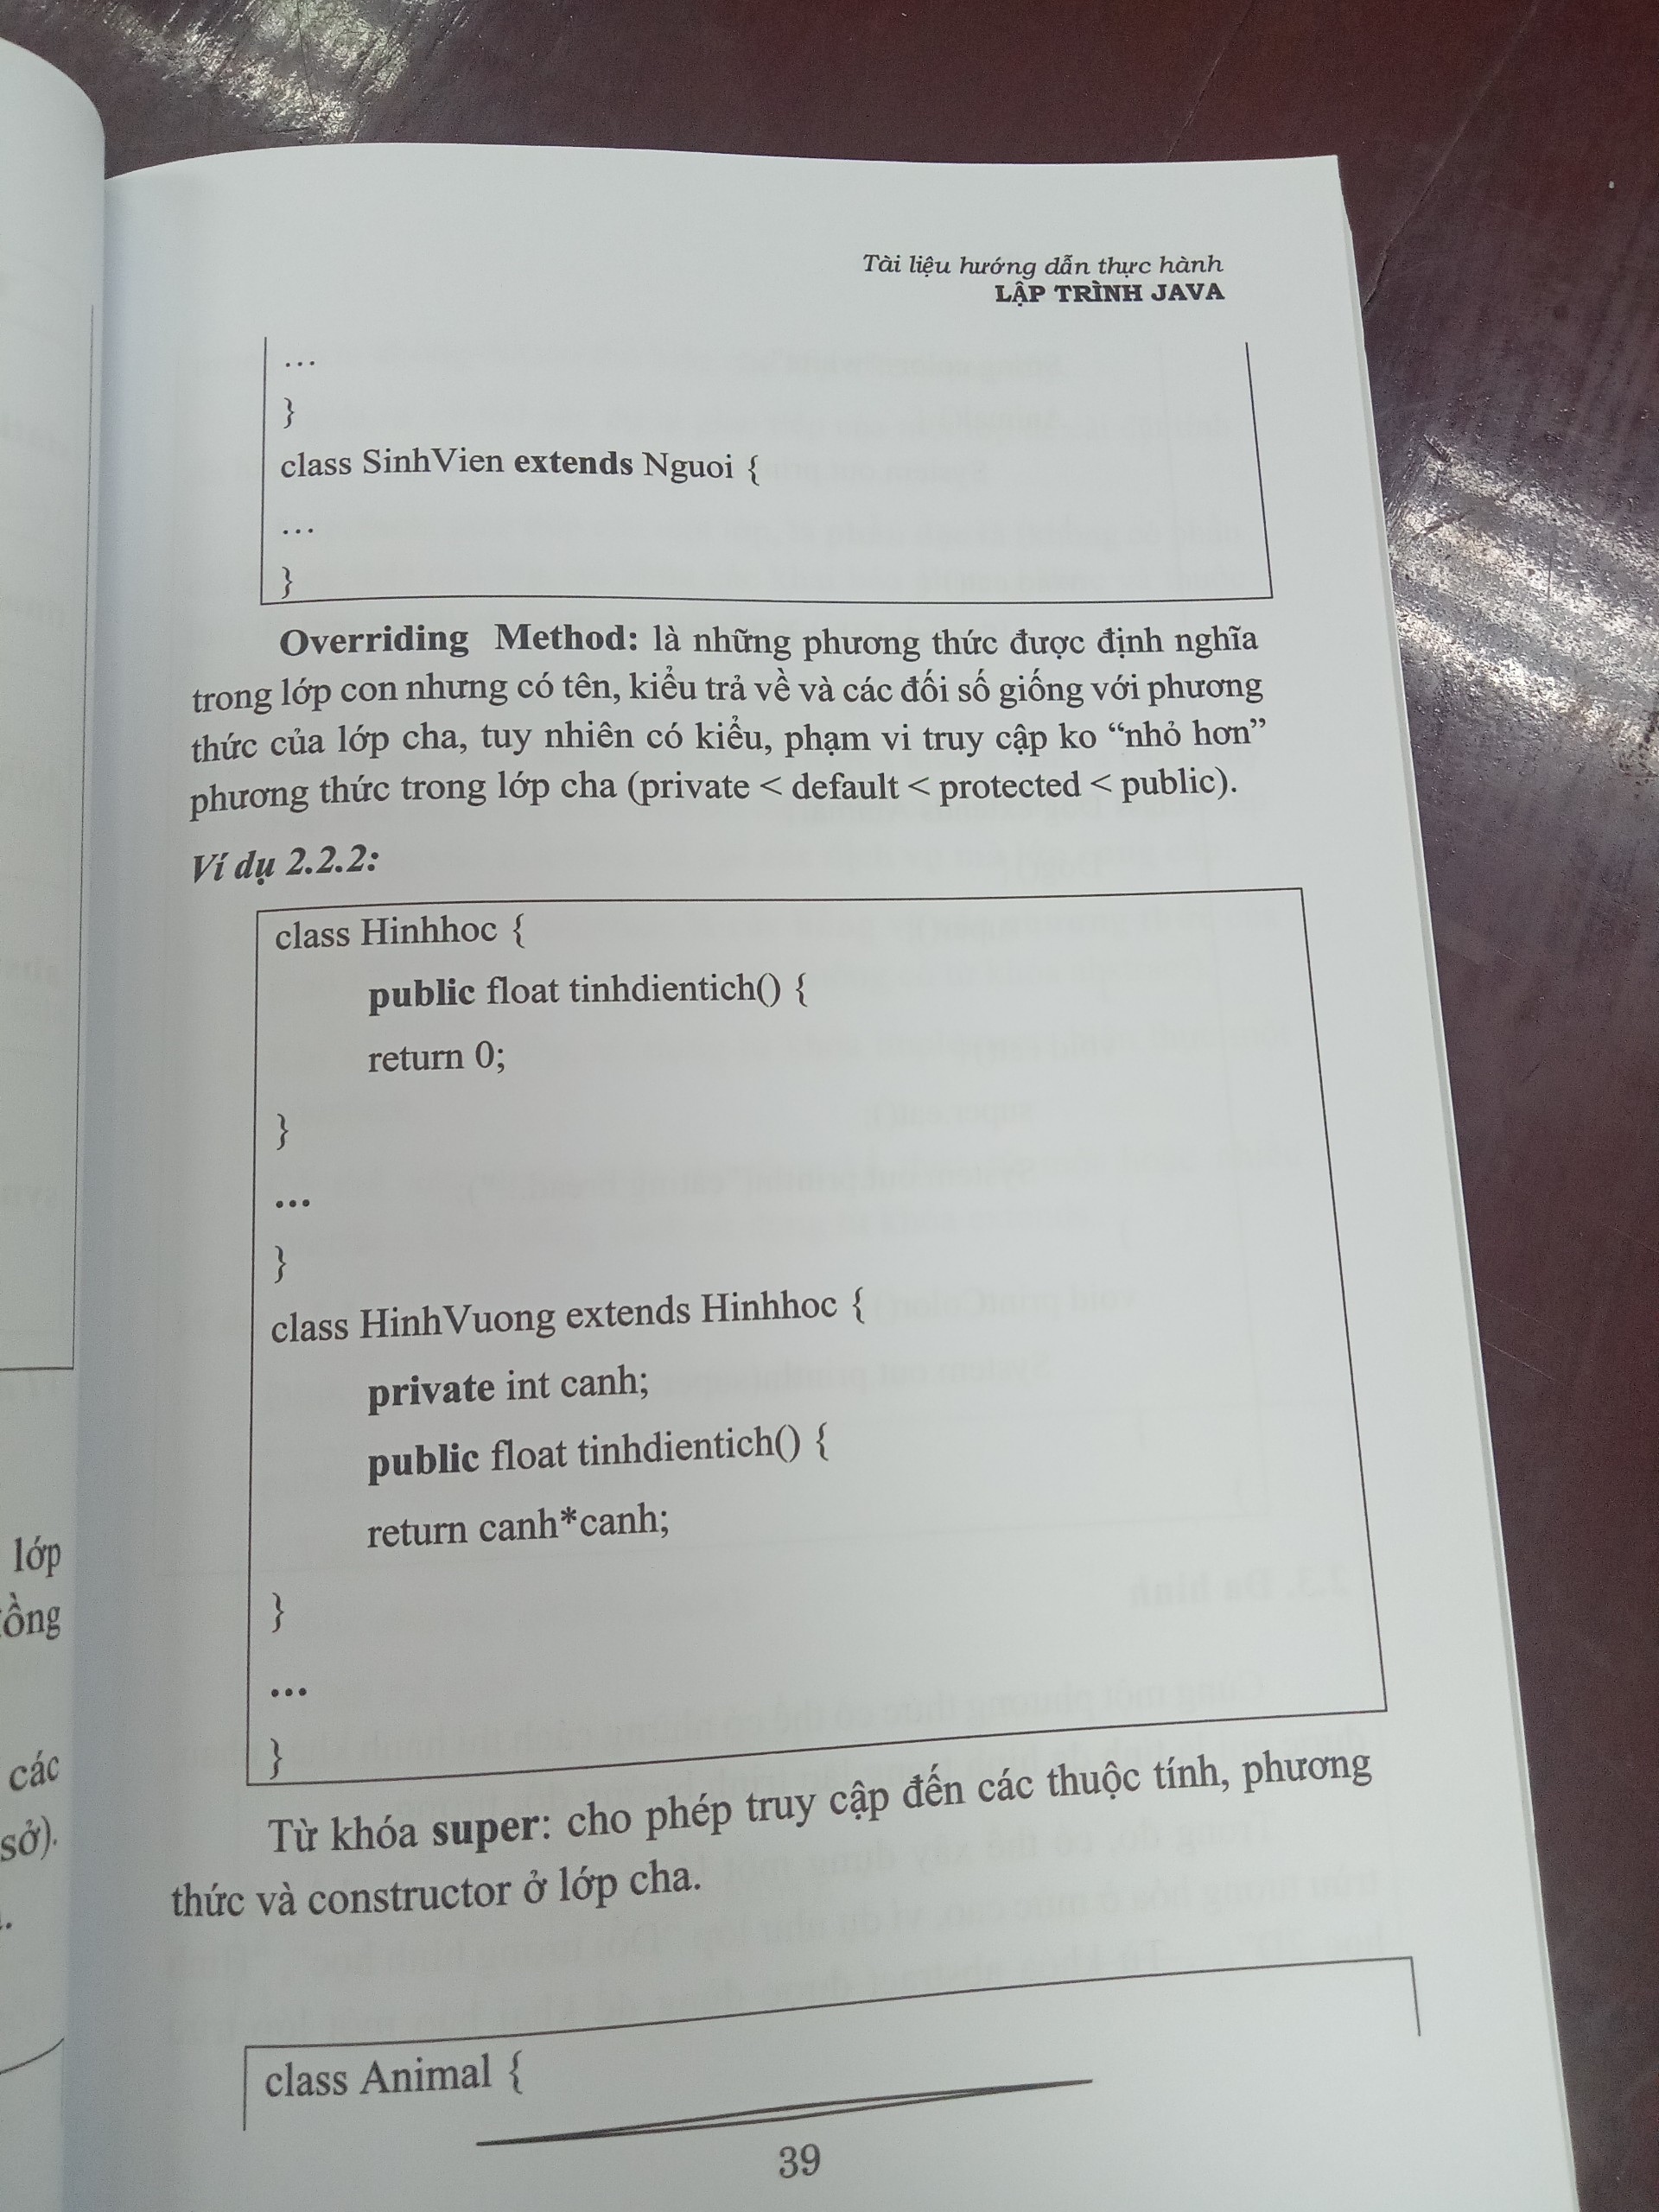 Tài liệu hướng dẫn thực hành
LẬP TRÌNH JAVA
...
}
class SinhVien extends Nguoi {
...
}
Overriding Method: là những phương thức được định nghĩa
trong lớp con nhưng có tên, kiểu trả về và các đối số giống với phương
thức của lớp cha, tuy nhiên có kiểu, phạm vi truy cập ko “nhỏ hơn”
phương thức trong lớp cha (private < default < protected < public).
Ví dụ 2.2.2:
class Hinhhoc {
public float tinhdientich() {
return 0;
}
...
}
class HinhVuong extends Hinhhoc {
private int canh;
public float tinhdientich() {
return canh*canh;
}
...
}
Từ khóa super: cho phép truy cập đến các thuộc tính, phương
thức và constructor ở lớp cha.
class Animal {
39
lớp
các
sở).